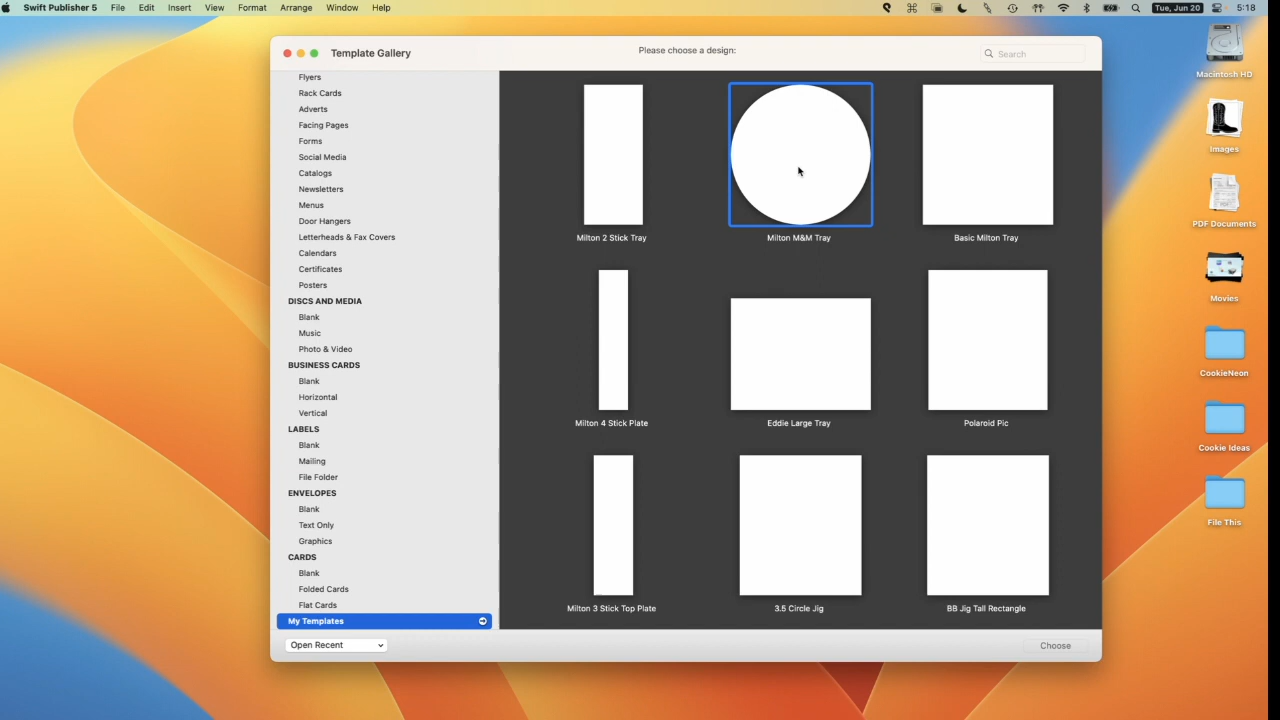 Swift Publisher 5 File Edit Insert View Format Arrange Window Help Tue, Jun 20 5:18
Template Gallery
Please choose a design:
Search
Flyers
Rack Cards
Adverts
Facing Pages
Forms
Social Media
Catalogs
Newsletters
Menus
Door Hangers
Letterheads & Fax Covers
Calendars
Certificates
Posters
DISCS AND MEDIA
Blank
Music
Photo & Video
BUSINESS CARDS
Blank
Horizontal
Vertical
LABELS
Blank
Mailing
File Folder
ENVELOPES
Blank
Text Only
Graphics
CARDS
Blank
Folded Cards
Flat Cards
My Templates
Open Recent
Milton 2 Stick Tray
Milton M&M Tray
Basic Milton Tray
Milton 4 Stick Plate
Eddie Large Tray
Polaroid Pic
Milton 3 Stick Top Plate
3.5 Circle Jig
BB Jig Tall Rectangle
Choose
Macintosh HD
Images
PDF Documents
Movies
CookieNeon
Cookie Ideas
File This